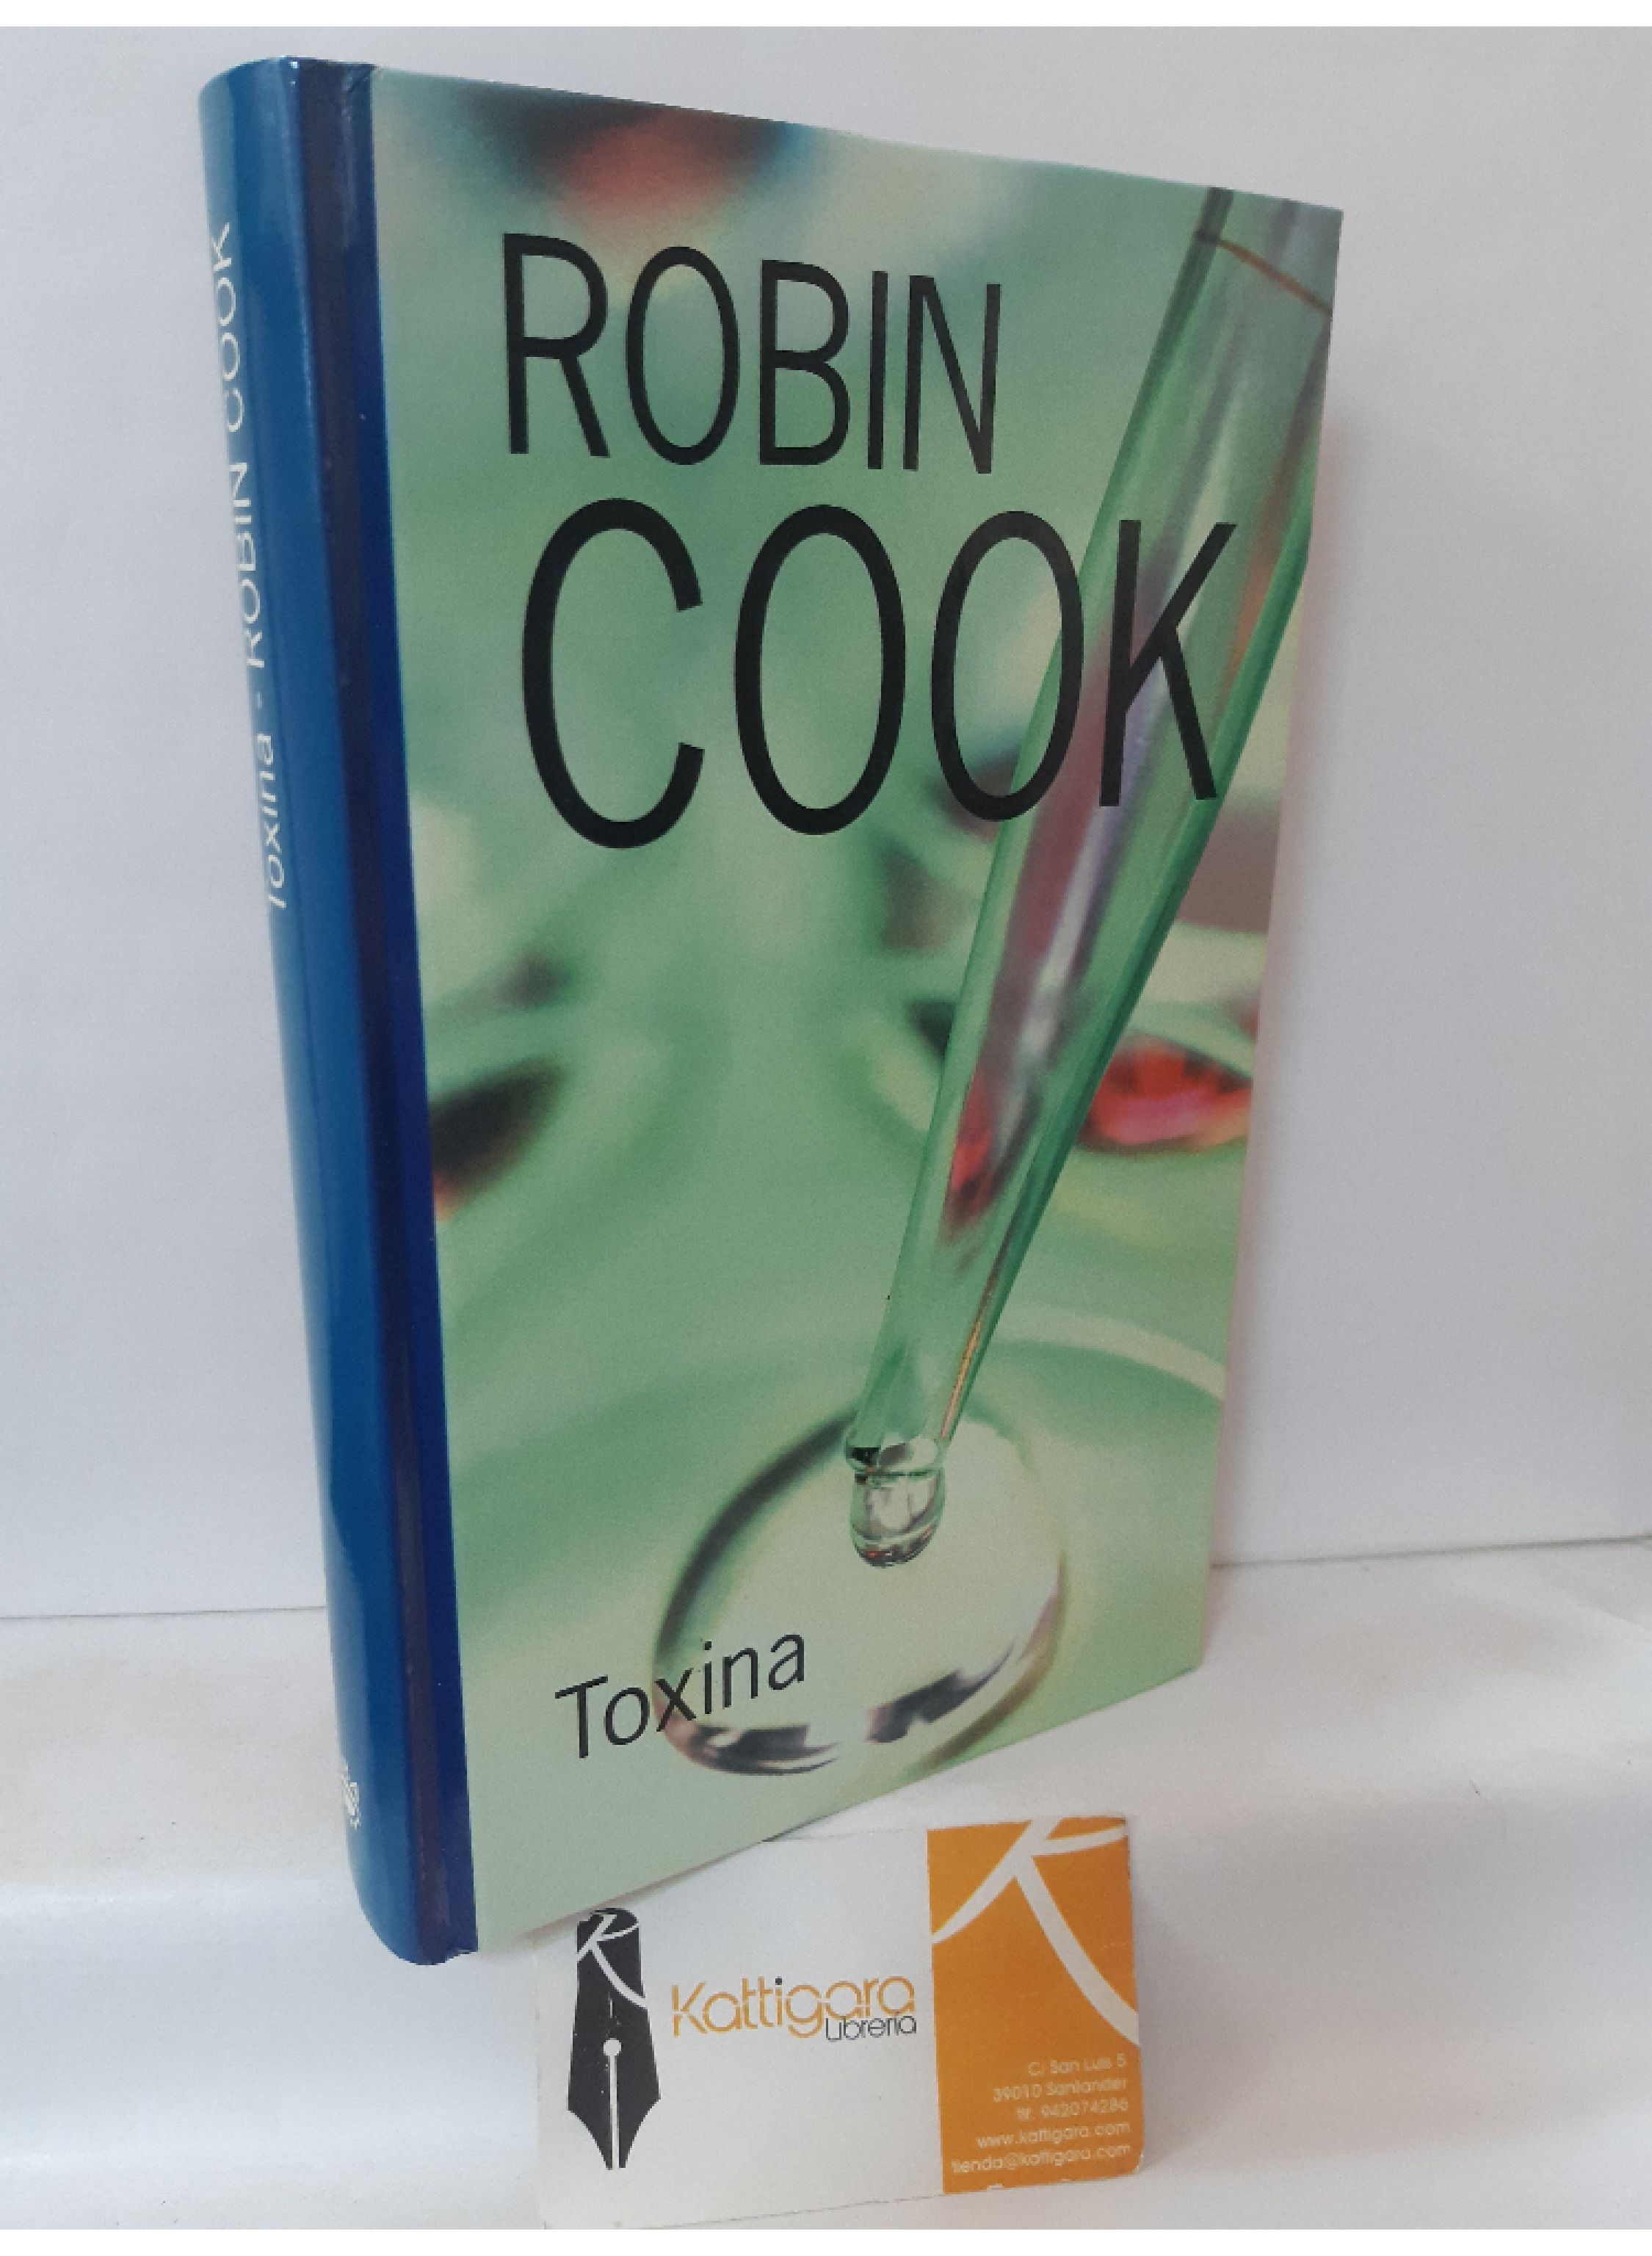 Toxina - ROBIN COOK
ROBIN
COOK
Toxina
Kattigara
Librería
C/ San Luis 5
39010 Santander
tlf. 942074286
www.kattigara.com
tienda@kattigara.com